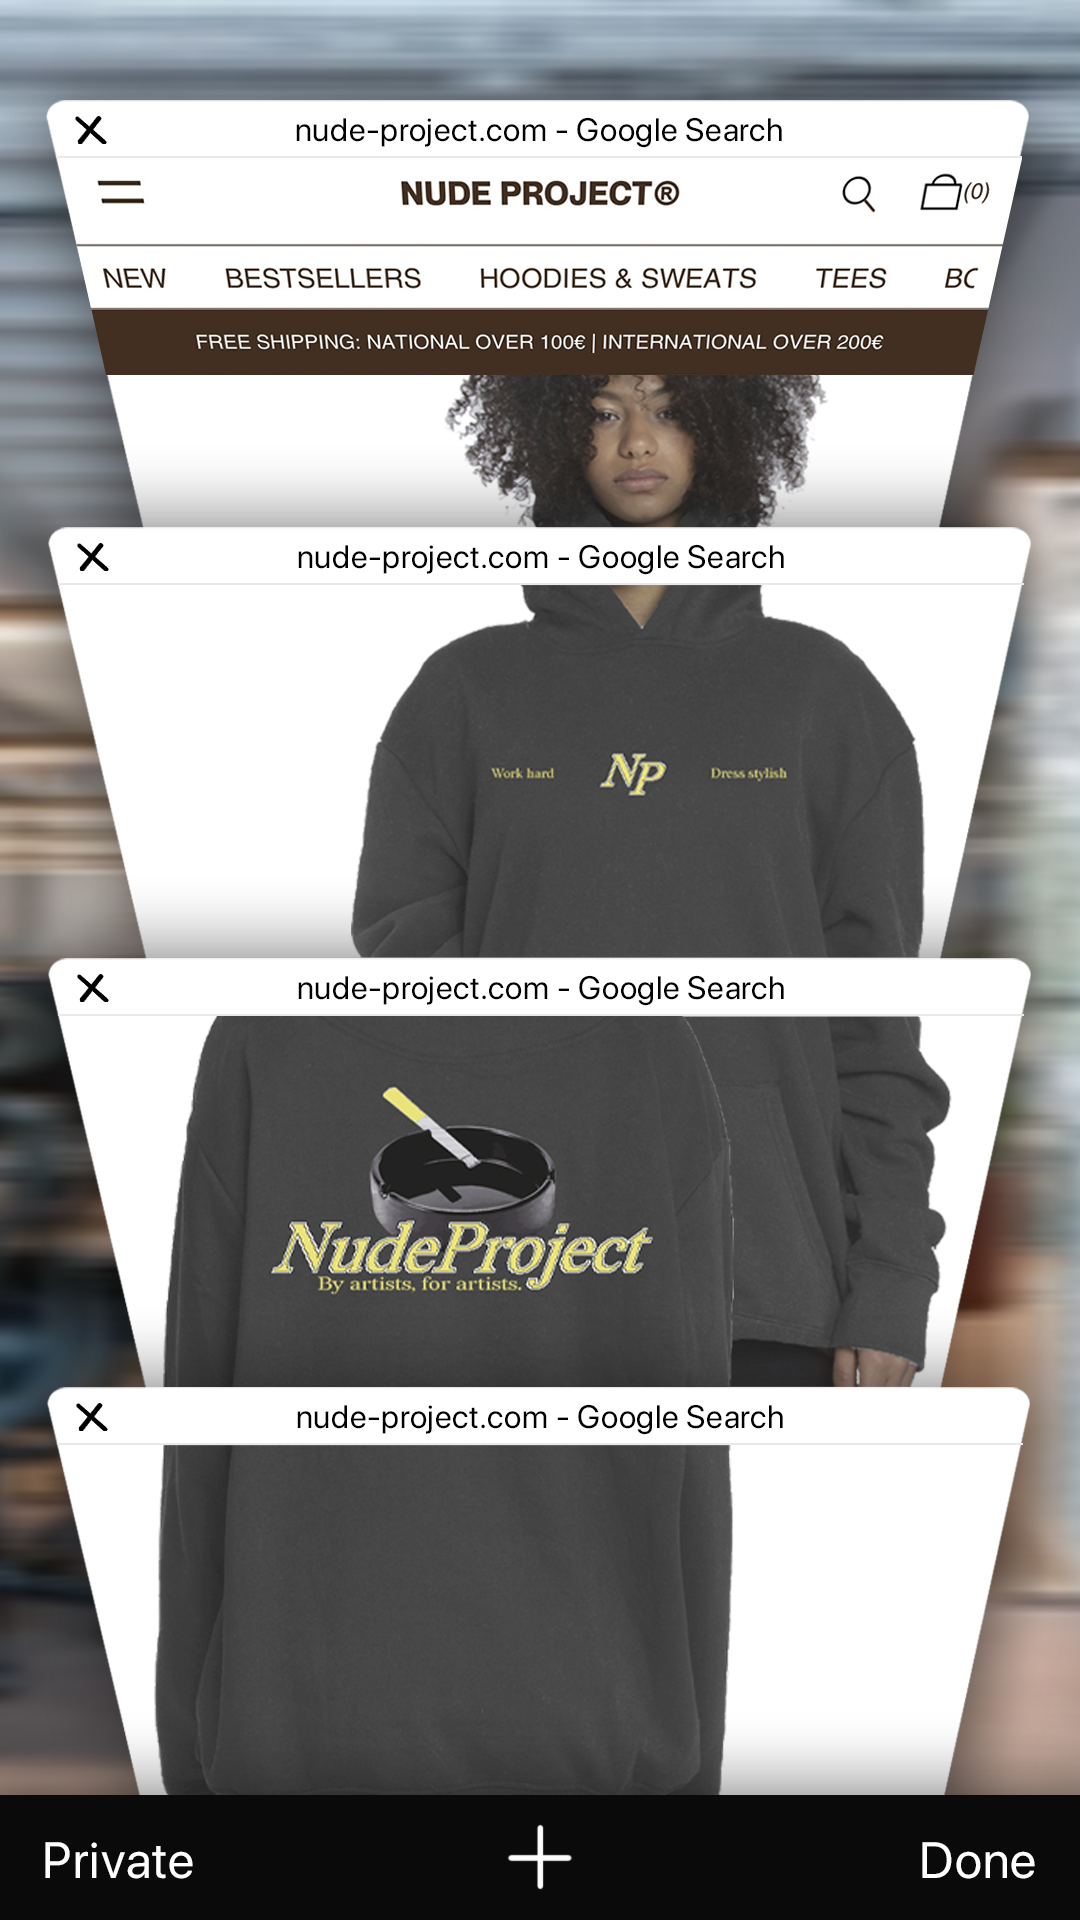 nude-project.com - Google Search
NUDE PROJECT®
(0)
NEW BESTSELLERS HOODIES & SWEATS TEES BO
FREE SHIPPING: NATIONAL OVER 100€ | INTERNATIONAL OVER 200€
nude-project.com - Google Search
Work hard NP Dress stylish
nude-project.com - Google Search
NudeProject
By artists, for artists.
nude-project.com - Google Search
Private + Done